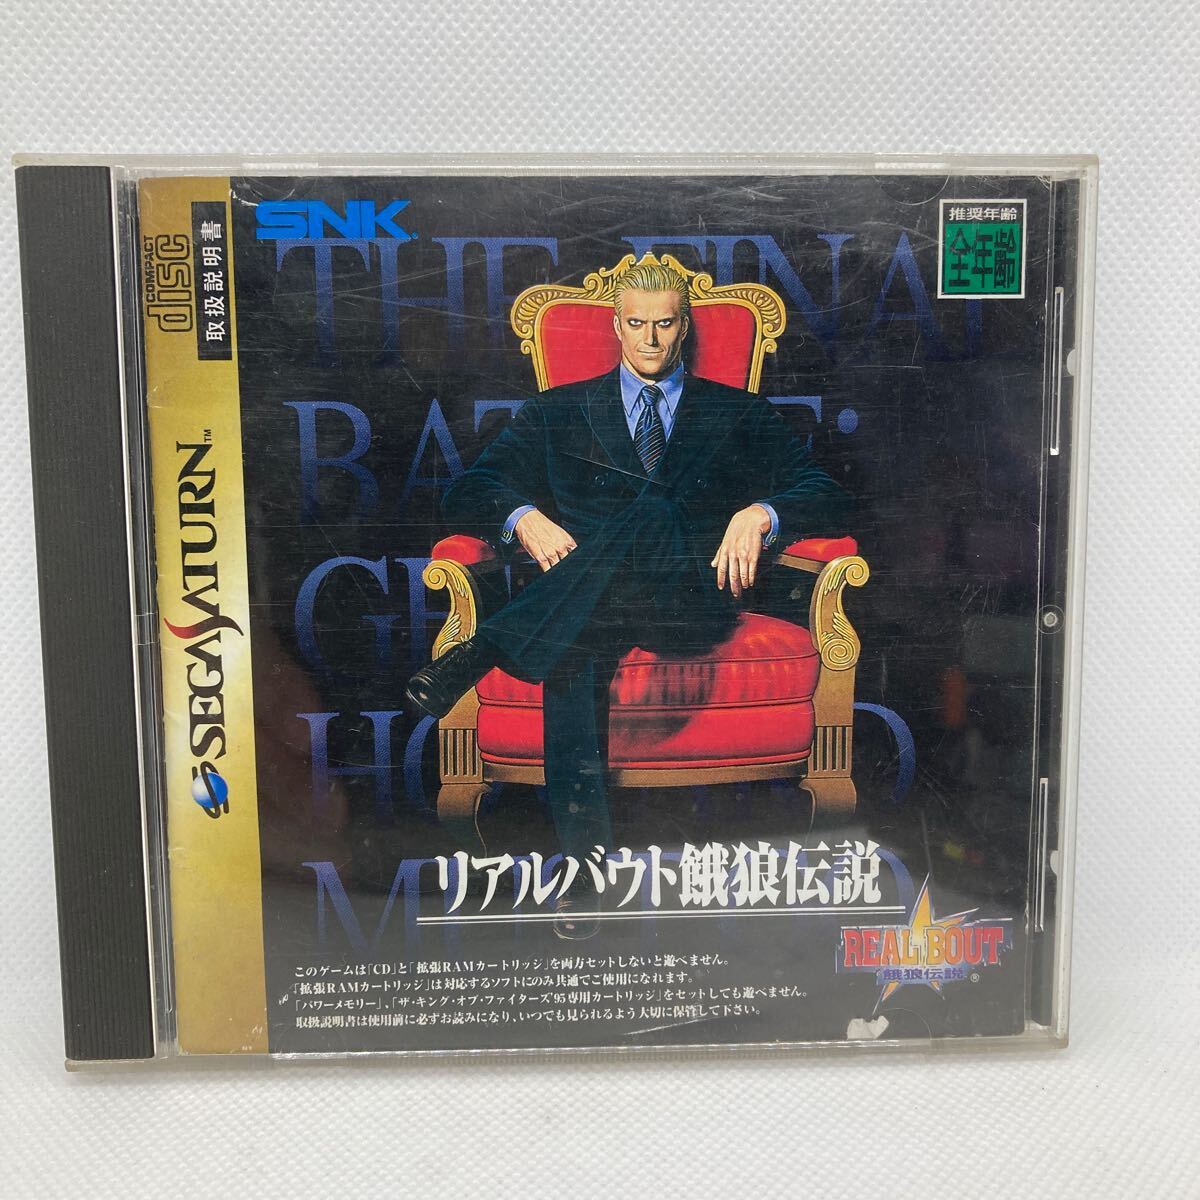 COMPACT
disc
取扱説明書
SEGA SATURN™
SNK®
推奨年齢
全年齢
THE FINAL
BATTLE:
GE
HO
M
リアルバウト餓狼伝説
REAL BOUT
餓狼伝説®
このゲームは「CD」と「拡張RAMカートリッジ」を両方セットしないと遊べません。
「拡張RAMカートリッジ」は対応するソフトにのみ共通でご使用になれます。
「パワーメモリー」、「ザ・キング・オブ・ファイターズ'95専用カートリッジ」をセットしても遊べません。
取扱説明書は使用前に必ずお読みになり、いつでも見られるよう大切に保管して下さい。